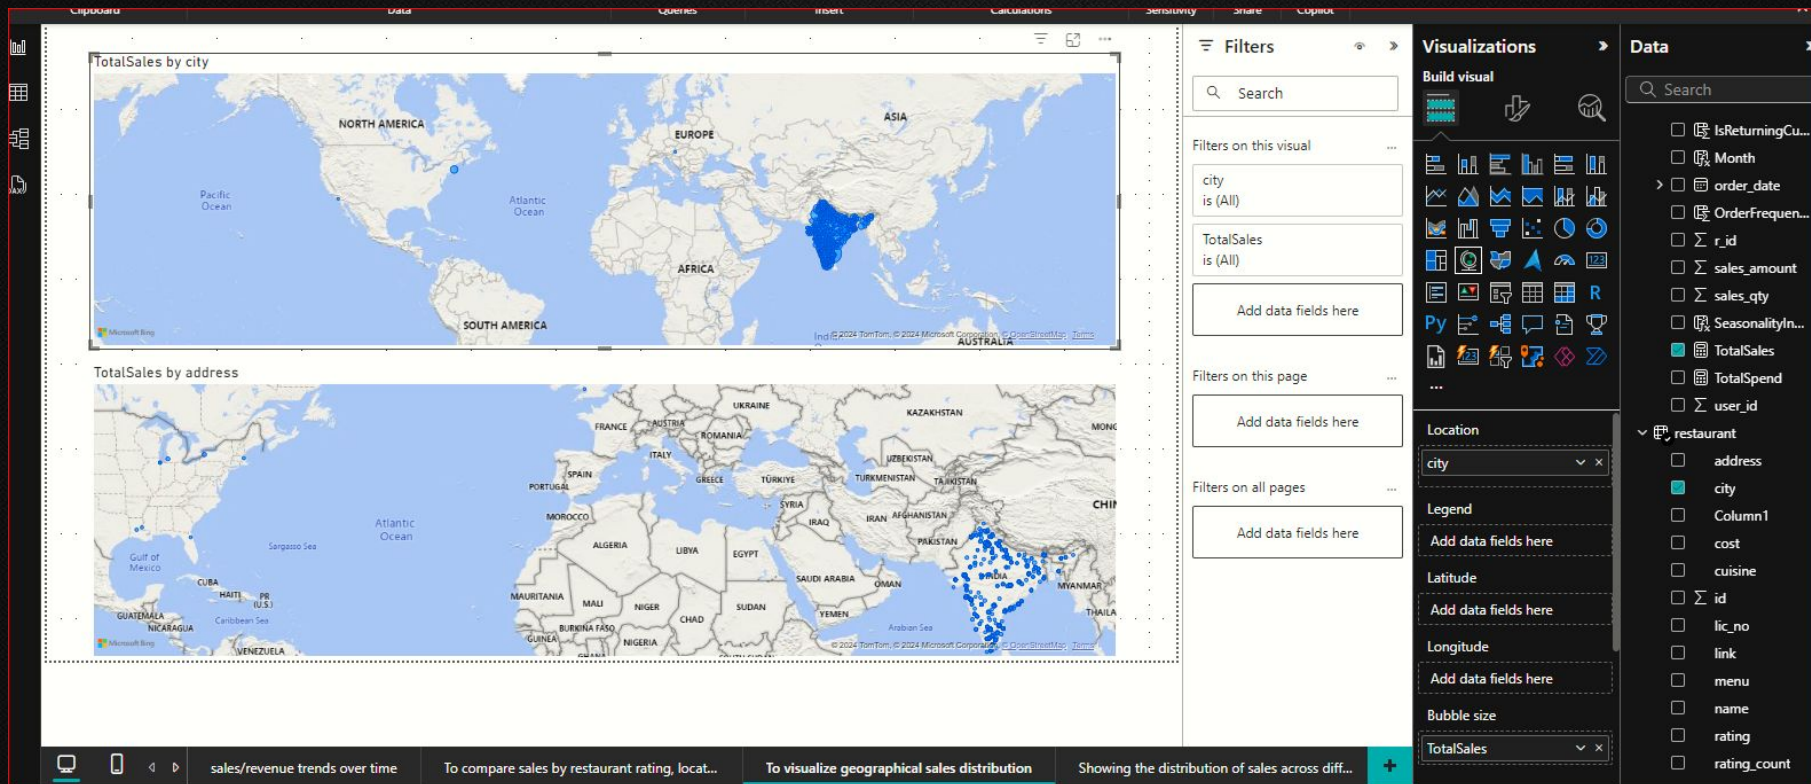 Clipboard
Data
Queries
Insert
Calculations
Sensitivity
Share
Copilot
TotalSales by city
NORTH AMERICA
EUROPE
ASIA
Pacific
Ocean
Atlantic
Ocean
AFRICA
SOUTH AMERICA
AUSTRALIA
Microsoft Bing
© 2024 TomTom, © 2024 Microsoft Corporation, © OpenStreetMap Terms
TotalSales by address
UKRAINE
KAZAKHSTAN
FRANCE
AUSTRIA
MONG
ROMANIA
ITALY
UZBEKISTAN
SPAIN
GREECE
TÜRKIYE
TURKMENISTAN
TAJIKISTAN
PORTUGAL
SYRIA
CHIN
MOROCCO
IRAQ
IRAN
AFGHANISTAN
Atlantic
Ocean
PAKISTAN
Sargasso Sea
ALGERIA
LIBYA
EGYPT
Gulf of
Mexico
SAUDI ARABIA
OMAN
INDIA
MYANMAR
CUBA
HAITI
PR
(U.S.)
MAURITANIA
MALI
NIGER
SUDAN
YEMEN
THAILA
GUATEMALA
NICARAGUA
Caribbean Sea
CHAD
Arabian Sea
BURKINA FASO
GUINEA
NIGERIA
VENEZUELA
Microsoft Bing
© 2024 TomTom, © 2024 Microsoft Corporation, © OpenStreetMap Terms
Filters
Search
Filters on this visual
...
city
is (All)
TotalSales
is (All)
Add data fields here
Filters on this page
...
Add data fields here
Filters on all pages
...
Add data fields here
Visualizations
Build visual
123
R
Py
123
...
Location
city
Legend
Add data fields here
Latitude
Add data fields here
Longitude
Add data fields here
Bubble size
TotalSales
Data
Search
IsReturningCu...
Month
order_date
OrderFrequen...
r_id
sales_amount
sales_qty
SeasonalityIn...
TotalSales
TotalSpend
user_id
restaurant
address
city
Column1
cost
cuisine
id
lic_no
link
menu
name
rating
rating_count
sales/revenue trends over time
To compare sales by restaurant rating, locat...
To visualize geographical sales distribution
Showing the distribution of sales across diff...
+